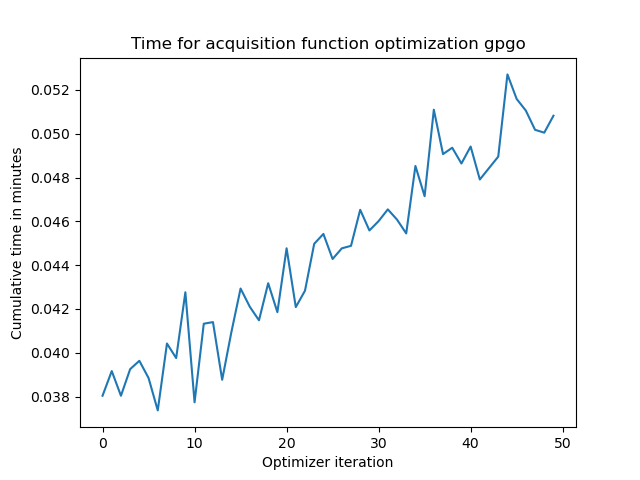 Time for acquisition function optimization gpgo
0.052
0.050
0.048
0.046
0.044
0.042
0.040
0.038
Cumulative time in minutes
0 10 20 30 40 50
Optimizer iteration